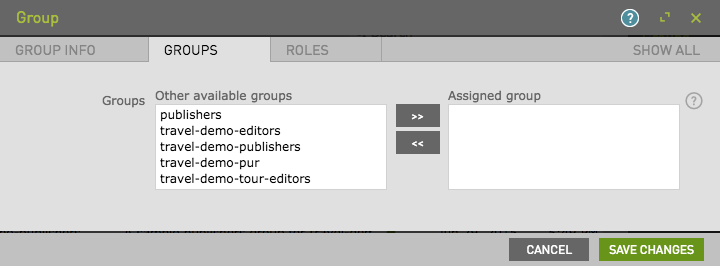 Group
?
GROUP INFO GROUPS ROLES SHOW ALL
Groups
Other available groups
publishers
travel-demo-editors
travel-demo-publishers
travel-demo-pur
travel-demo-tour-editors
>>
<<
Assigned group
?
CANCEL SAVE CHANGES